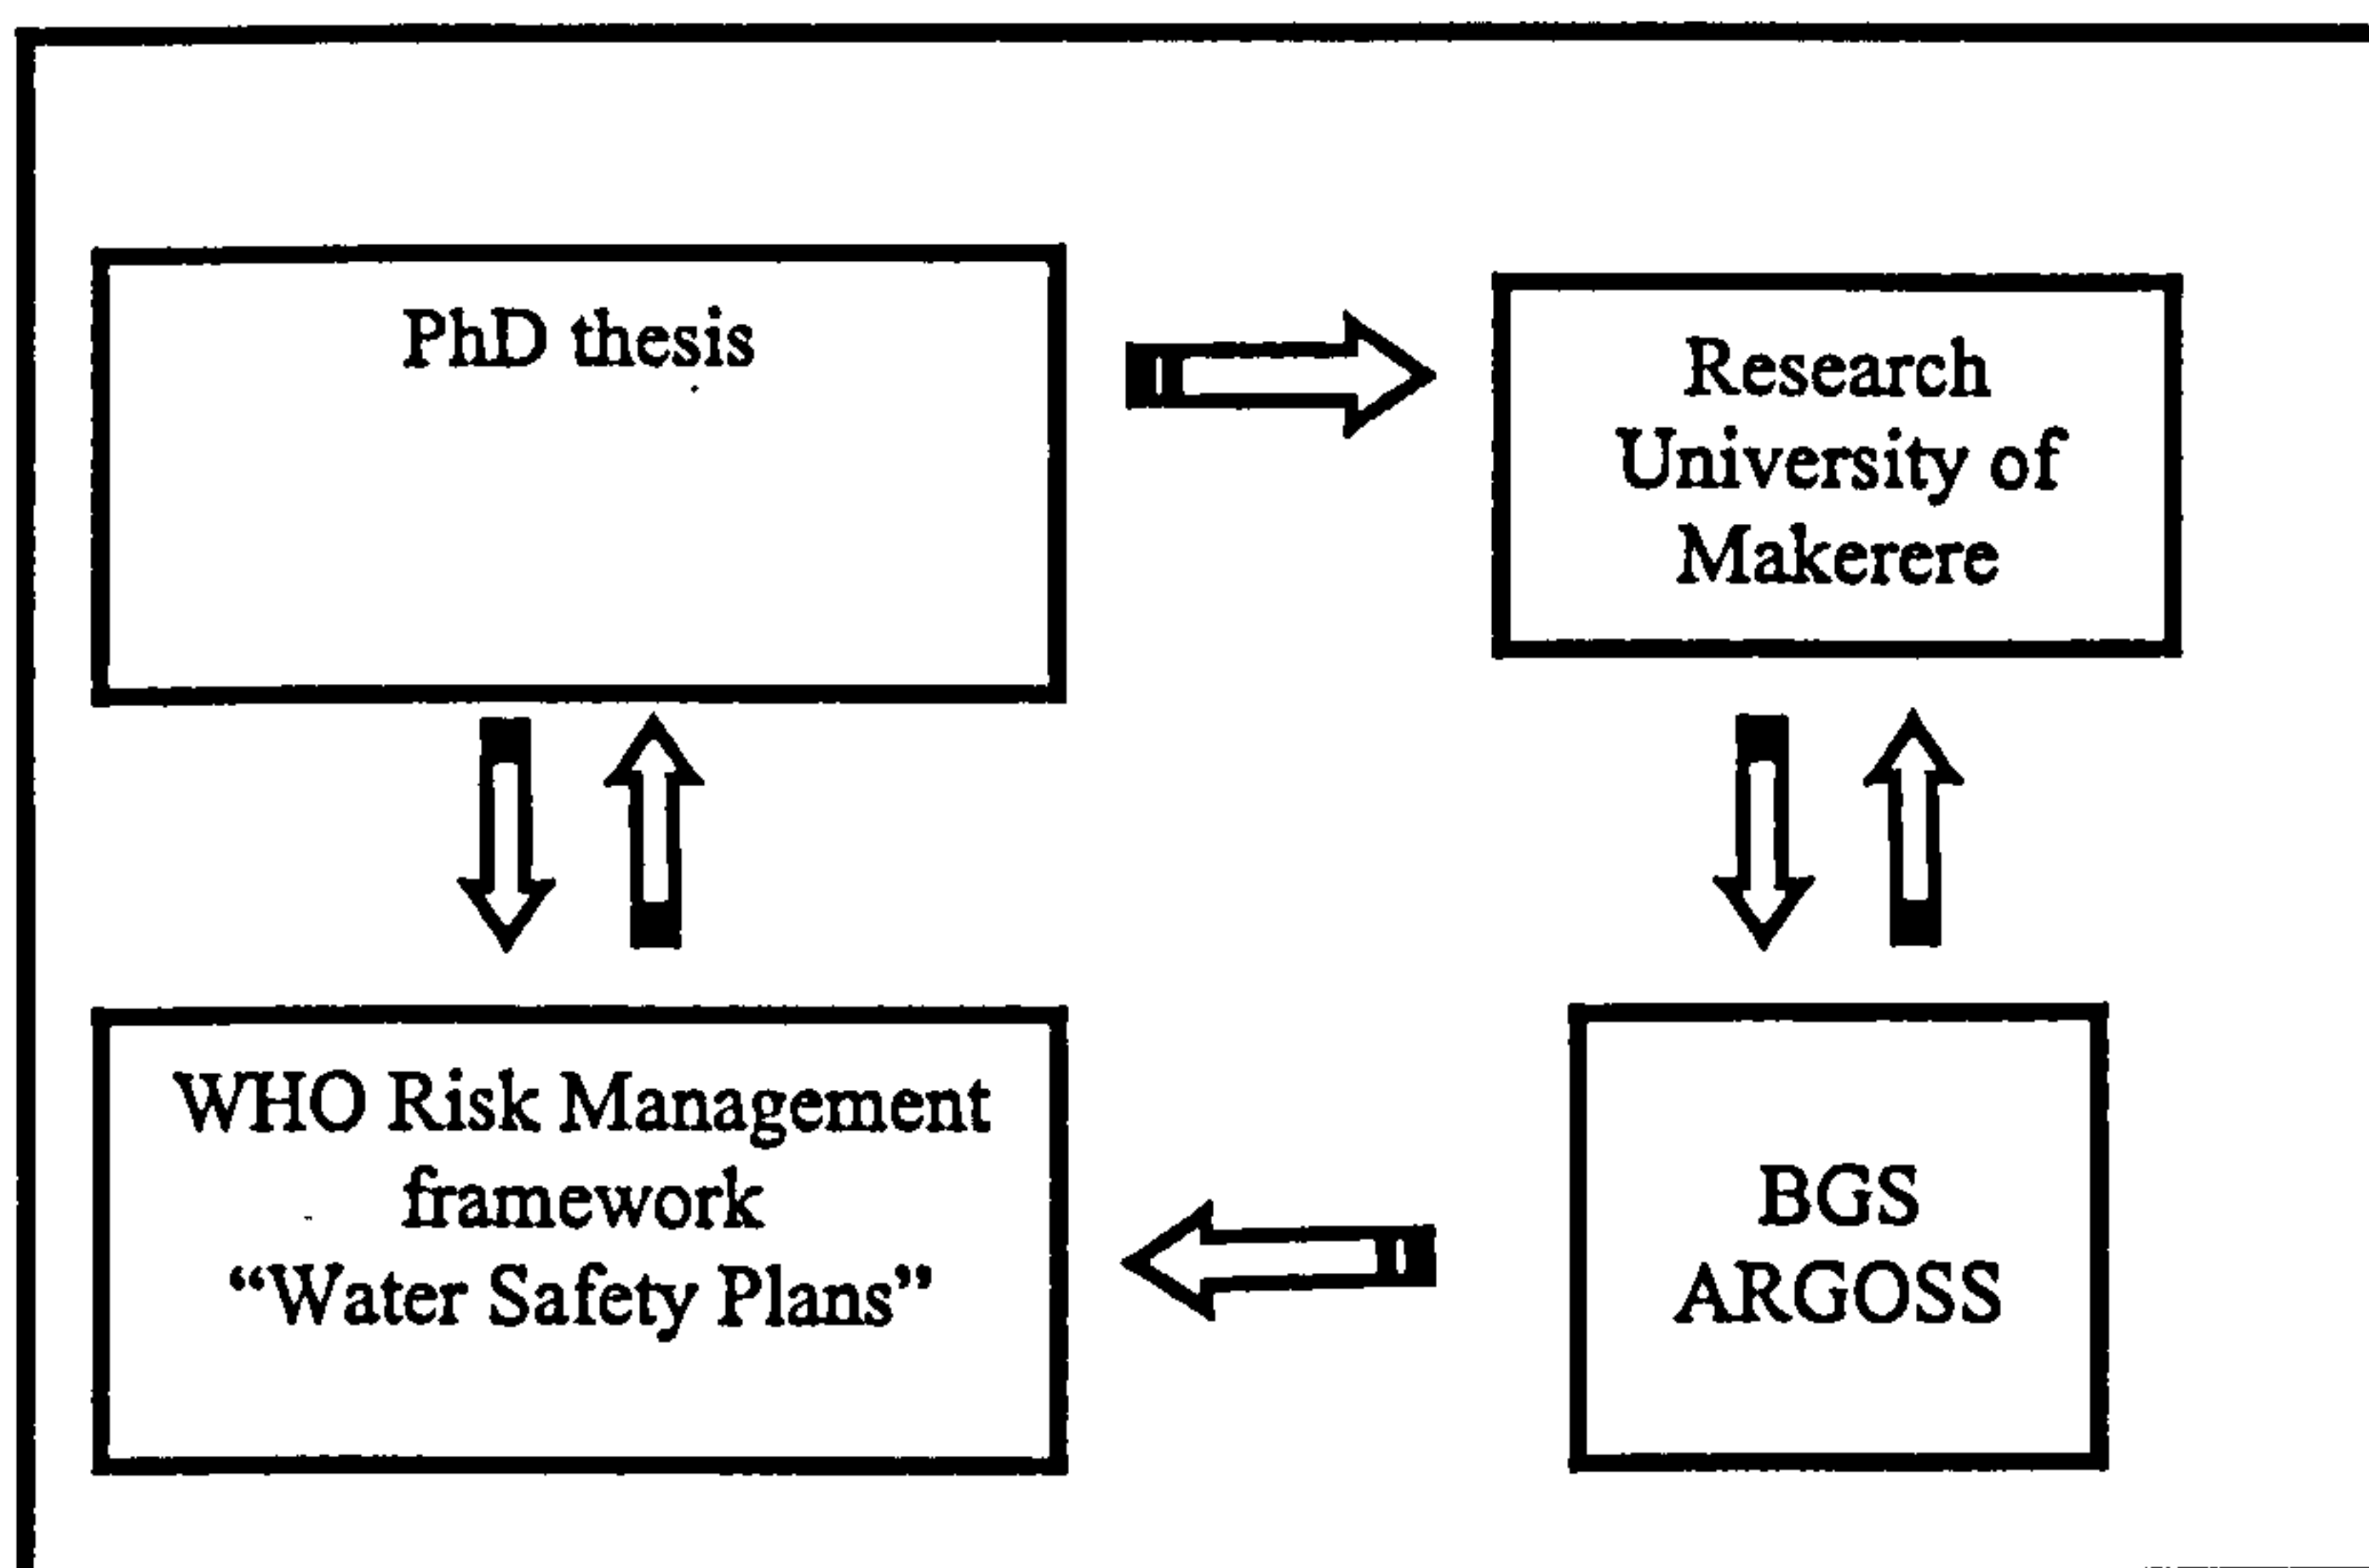 PhD thesis
Research
University of
Makerere
WHO Risk Management
framework
“Water Safety Plans”
BGS
ARGOSS